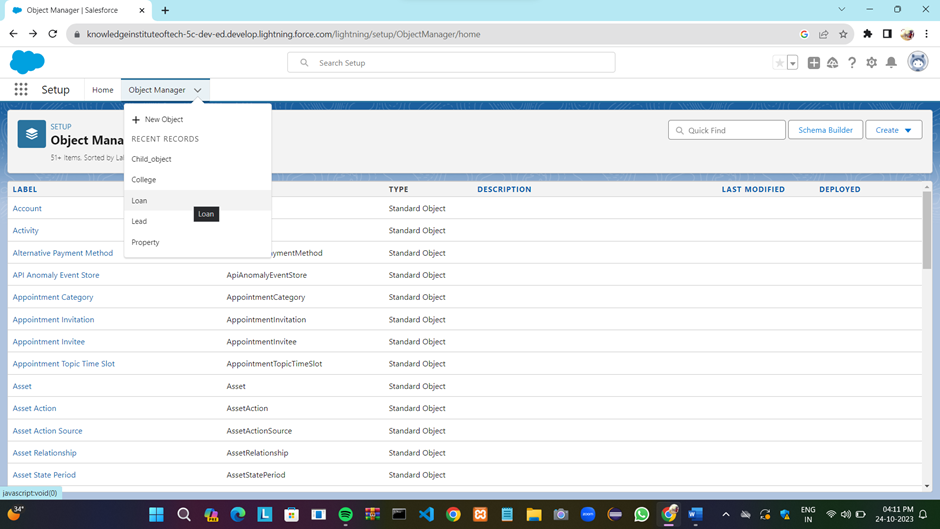 Object Manager | Salesforce
knowledgeinstituteoftech-5c-dev-ed.develop.lightning.force.com/lightning/setup/ObjectManager/home
Search Setup
Setup Home Object Manager
New Object
RECENT RECORDS
Child_object
College
Loan
Loan
Lead
Property
SETUP
Object Mana
51+ Items, Sorted by Lab
Quick Find
Schema Builder
Create
LABEL TYPE DESCRIPTION LAST MODIFIED DEPLOYED
Account Standard Object
Activity Standard Object
Alternative Payment Method PaymentMethod Standard Object
API Anomaly Event Store ApiAnomalyEventStore Standard Object
Appointment Category AppointmentCategory Standard Object
Appointment Invitation AppointmentInvitation Standard Object
Appointment Invitee AppointmentInvitee Standard Object
Appointment Topic Time Slot AppointmentTopicTimeSlot Standard Object
Asset Asset Standard Object
Asset Action AssetAction Standard Object
Asset Action Source AssetActionSource Standard Object
Asset Relationship AssetRelationship Standard Object
Asset State Period AssetStatePeriod Standard Object
javascript:void(0)
34°
ENG
IN
04:11 PM
24-10-2023